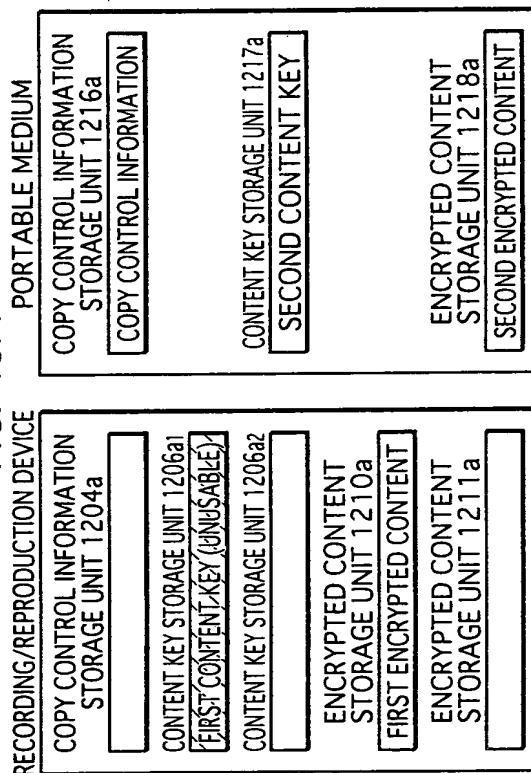 RECORDING/REPRODUCTION DEVICE
COPY CONTROL INFORMATION
STORAGE UNIT 1204a
CONTENT KEY STORAGE UNIT 1206a1
FIRST CONTENT KEY (UNUSABLE)
CONTENT KEY STORAGE UNIT 1206a2
ENCRYPTED CONTENT
STORAGE UNIT 1210a
FIRST ENCRYPTED CONTENT
ENCRYPTED CONTENT
STORAGE UNIT 1211a
PORTABLE MEDIUM
COPY CONTROL INFORMATION
STORAGE UNIT 1216a
COPY CONTROL INFORMATION
CONTENT KEY STORAGE UNIT 1217a
SECOND CONTENT KEY
ENCRYPTED CONTENT
STORAGE UNIT 1218a
SECOND ENCRYPTED CONTENT